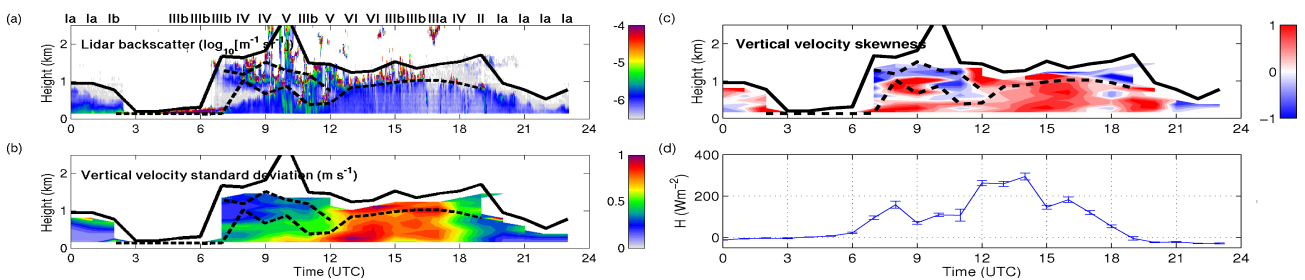 (a)
Ia Ia Ib IIIb IIIb IIIb IV IV V IIIb V VI VI IIIb IIIb IIIa IV II Ia Ia Ia Ia
Lidar backscatter (log10[m-1 sr-1])
Height (km)
2
1
0
0 3 6 9 12 15 18 21 24
-4
-5
-6
(b)
Vertical velocity standard deviation (m s-1)
Height (km)
2
1
0
0 3 6 9 12 15 18 21 24
Time (UTC)
1
0.5
0
(c)
Vertical velocity skewness
Height (km)
2
1
0
0 3 6 9 12 15 18 21 24
1
0
−1
(d)
H (Wm−2)
400
200
0
0 3 6 9 12 15 18 21 24
Time (UTC)